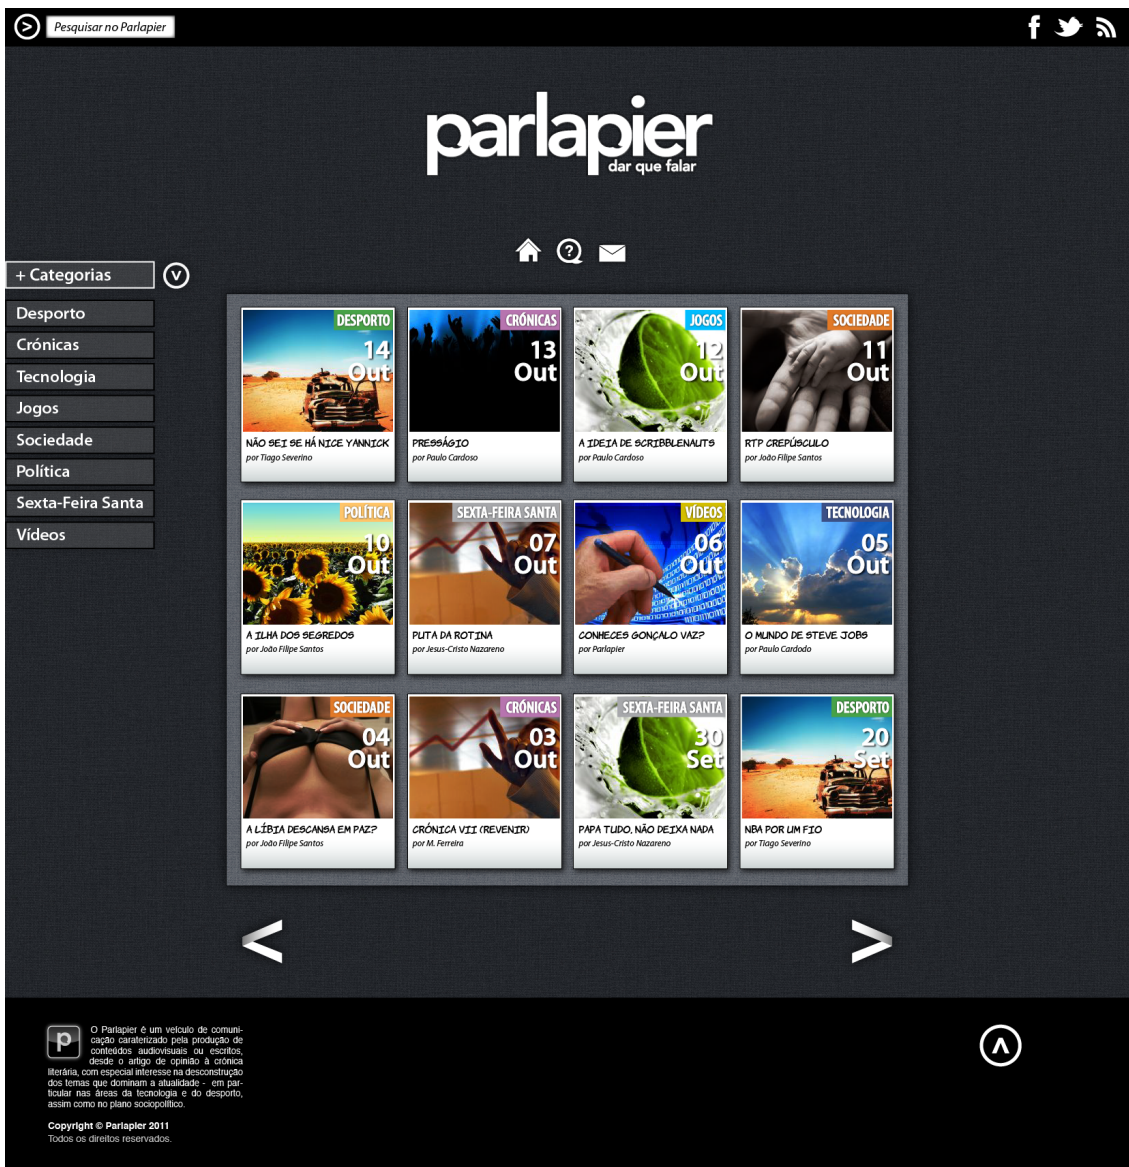 Pesquisar no Parlapier
parlapier
dar que falar
+ Categorias
Desporto
Crónicas
Tecnologia
Jogos
Sociedade
Política
Sexta-Feira Santa
Vídeos
DESPORTO
14
Out
NÃO SEI SE HÁ NICE YANNICK
por Tiago Severino
CRÓNICAS
13
Out
PRESSÁGIO
por Paulo Cardoso
JOGOS
12
Out
A IDEIA DE SCRIBBLENAUTS
por Paulo Cardoso
SOCIEDADE
11
Out
RTP CREPÚSCULO
por João Filipe Santos
POLÍTICA
10
Out
A ILHA DOS SEGREDOS
por João Filipe Santos
SEXTA-FEIRA SANTA
07
Out
PUTA DA ROTINA
por Jesus-Cristo Nazareno
VÍDEOS
06
Out
CONHECES GONÇALO VAZ?
por Parlapier
TECNOLOGIA
05
Out
O MUNDO DE STEVE JOBS
por Paulo Cardodo
SOCIEDADE
04
Out
A LÍBIA DESCANSA EM PAZ?
por João Filipe Santos
CRÓNICAS
03
Out
CRÓNICA VII (REVENIR)
por M. Ferreira
SEXTA-FEIRA SANTA
30
Set
PAPA TUDO, NÃO DEIXA NADA
por Jesus-Cristo Nazareno
DESPORTO
20
Set
NBA POR UM FIO
por Tiago Severino
p
O Parlapier é um veículo de comuni-
cação caraterizado pela produção de
conteúdos audiovisuais ou escritos,
desde o artigo de opinião à crónica
literária, com especial interesse na desconstrução
dos temas que dominam a atualidade - em par-
ticular nas áreas da tecnologia e do desporto,
assim como no plano sociopolítico.
Copyright © Parlapier 2011
Todos os direitos reservados.